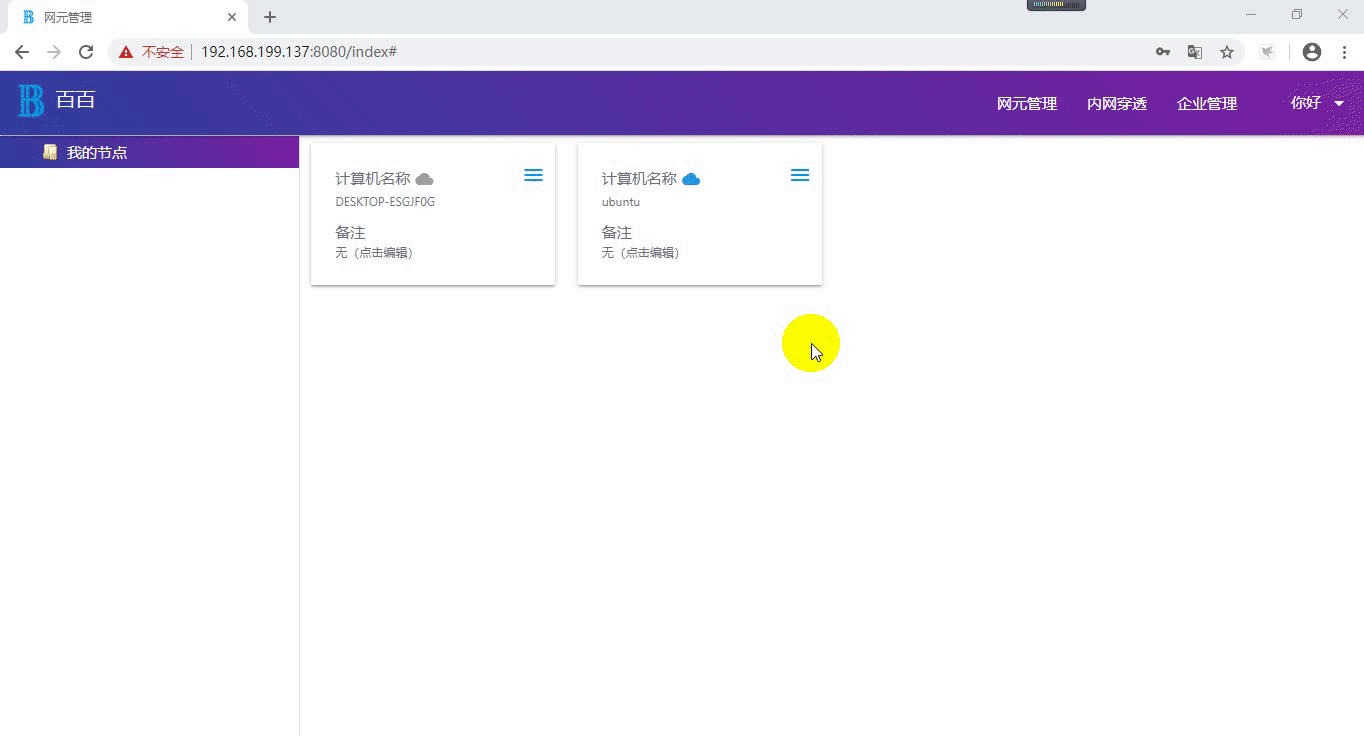 网元管理
不安全 192.168.199.137:8080/index#
百百
网元管理 内网穿透 企业管理 你好
我的节点
计算机名称
DESKTOP-ESGJF0G
备注
无（点击编辑）
计算机名称
ubuntu
备注
无（点击编辑）